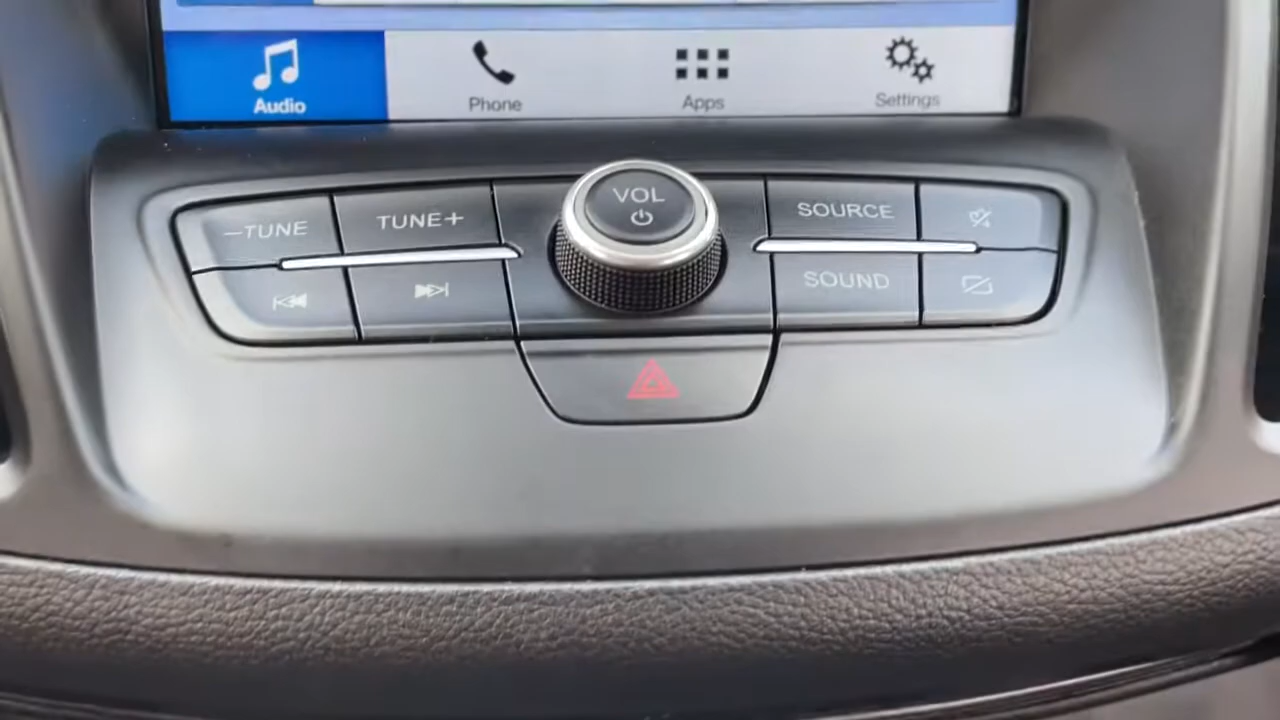 Audio
Phone
Apps
Settings
VOL
–TUNE
TUNE+
SOURCE
SOUND